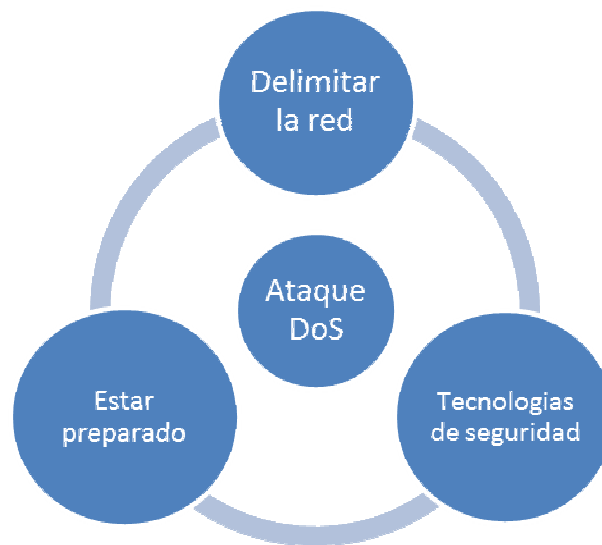 Delimitar
la red
Ataque
DoS
Estar
preparado
Tecnologias
de seguridad